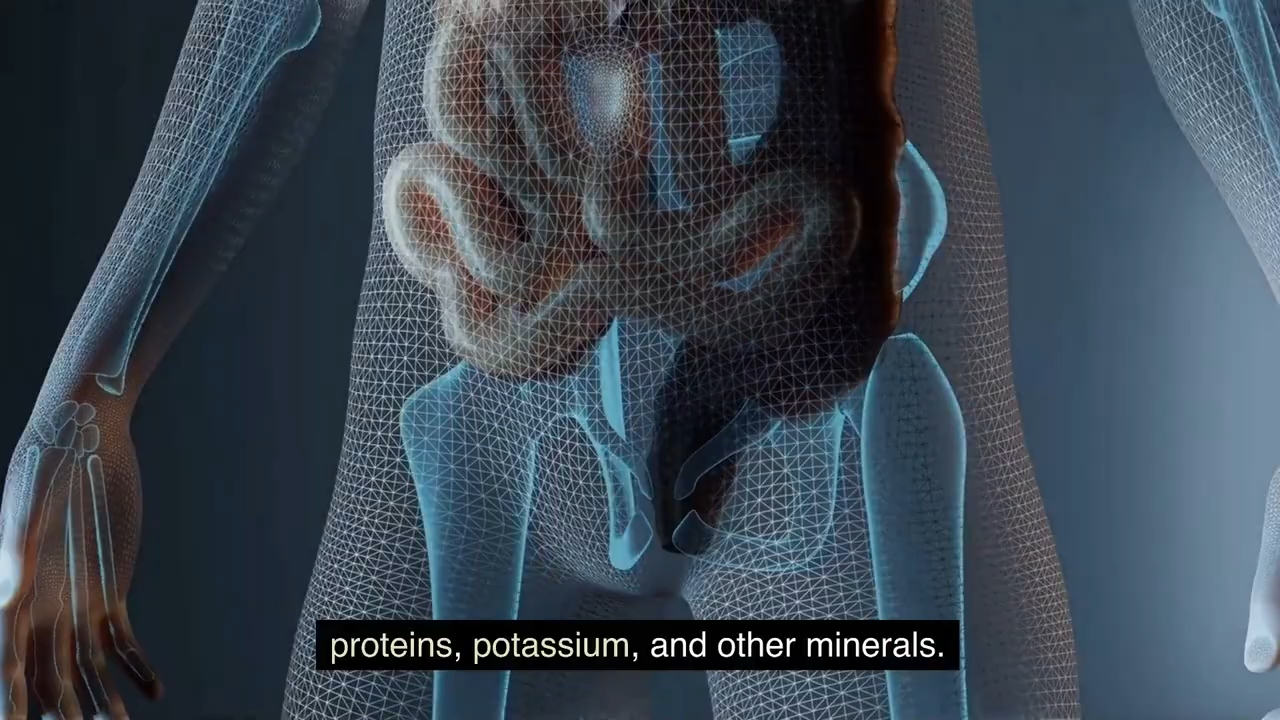 proteins, potassium, and other minerals.